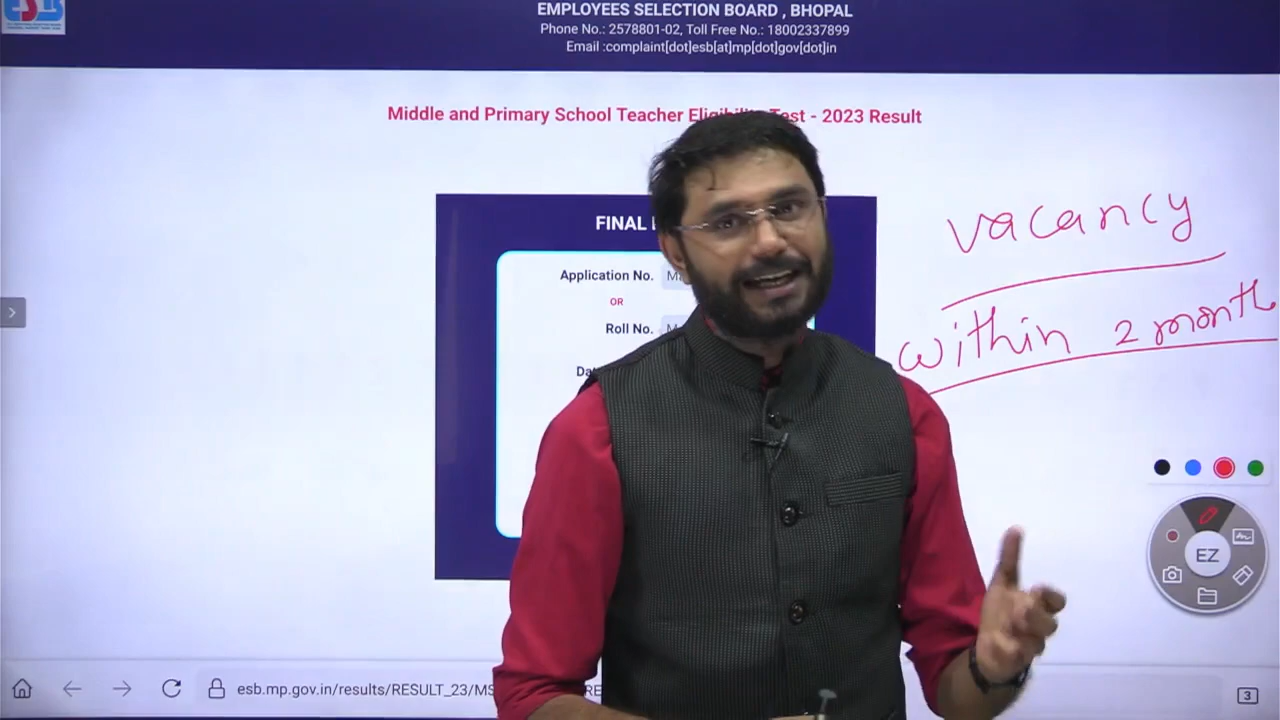 EMPLOYEES SELECTION BOARD , BHOPAL
Phone No.: 2578801-02, Toll Free No.: 18002337899
Email :complaint[dot]esb[at]mp[dot]gov[dot]in
Middle and Primary School Teacher Eligibility Test - 2023 Result
FINAL
Application No.
OR
Roll No.
vacancy
within 2 month
EZ
esb.mp.gov.in/results/RESULT_23/MS
3